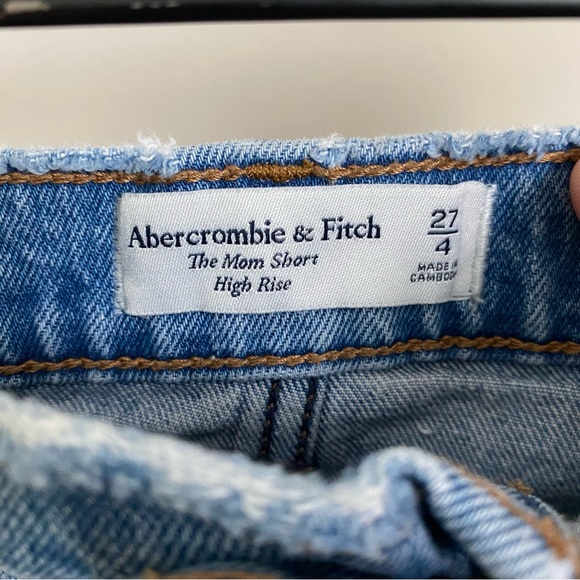 Abercrombie & Fitch
The Mom Short
High Rise
27
4
MADE IN
CAMBODIA